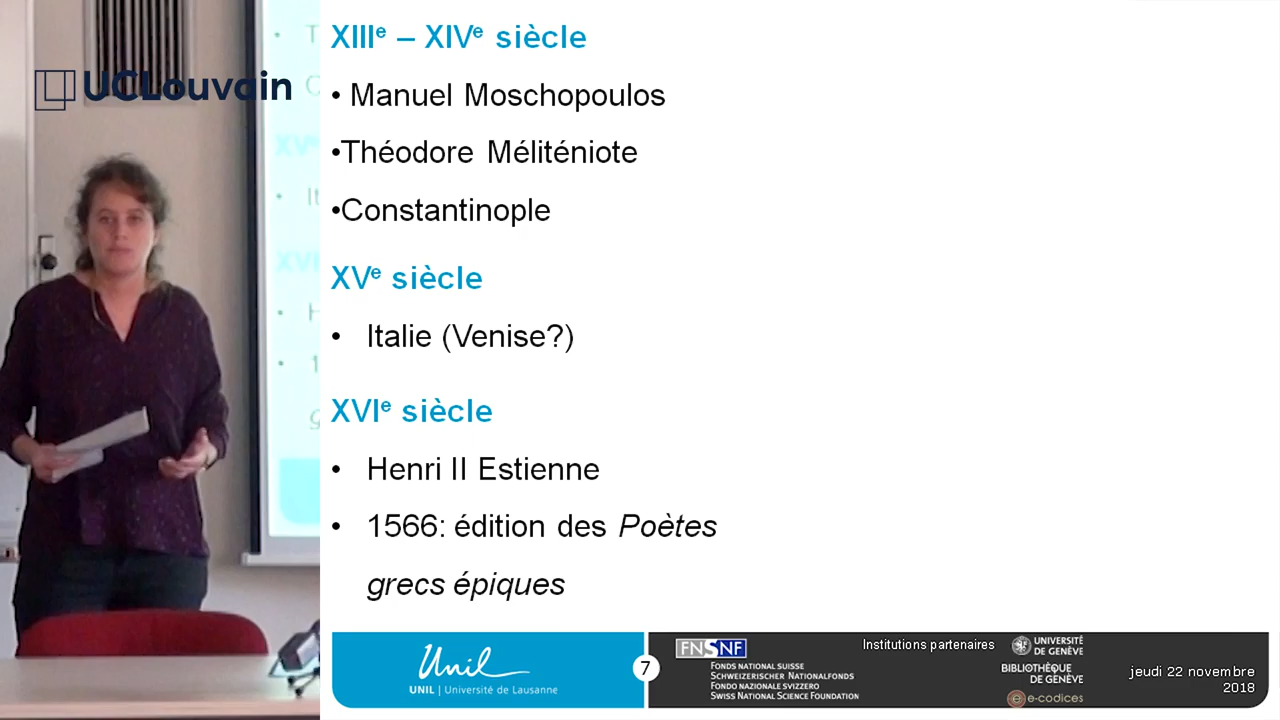 UCLouvain
XIIIe – XIVe siècle
• Manuel Moschopoulos
•Théodore Méliténiote
•Constantinople
XVe siècle
• Italie (Venise?)
XVIe siècle
• Henri II Estienne
• 1566: édition des Poètes
grecs épiques
Unil
UNIL | Université de Lausanne
7
FNSNF
FONDS NATIONAL SUISSE
SCHWEIZERISCHER NATIONALFONDS
FONDO NAZIONALE SVIZZERO
SWISS NATIONAL SCIENCE FOUNDATION
Institutions partenaires
UNIVERSITÉ
DE GENÈVE
BIBLIOTHÈQUE
DE GENÈVE
e-codices
jeudi 22 novembre
2018